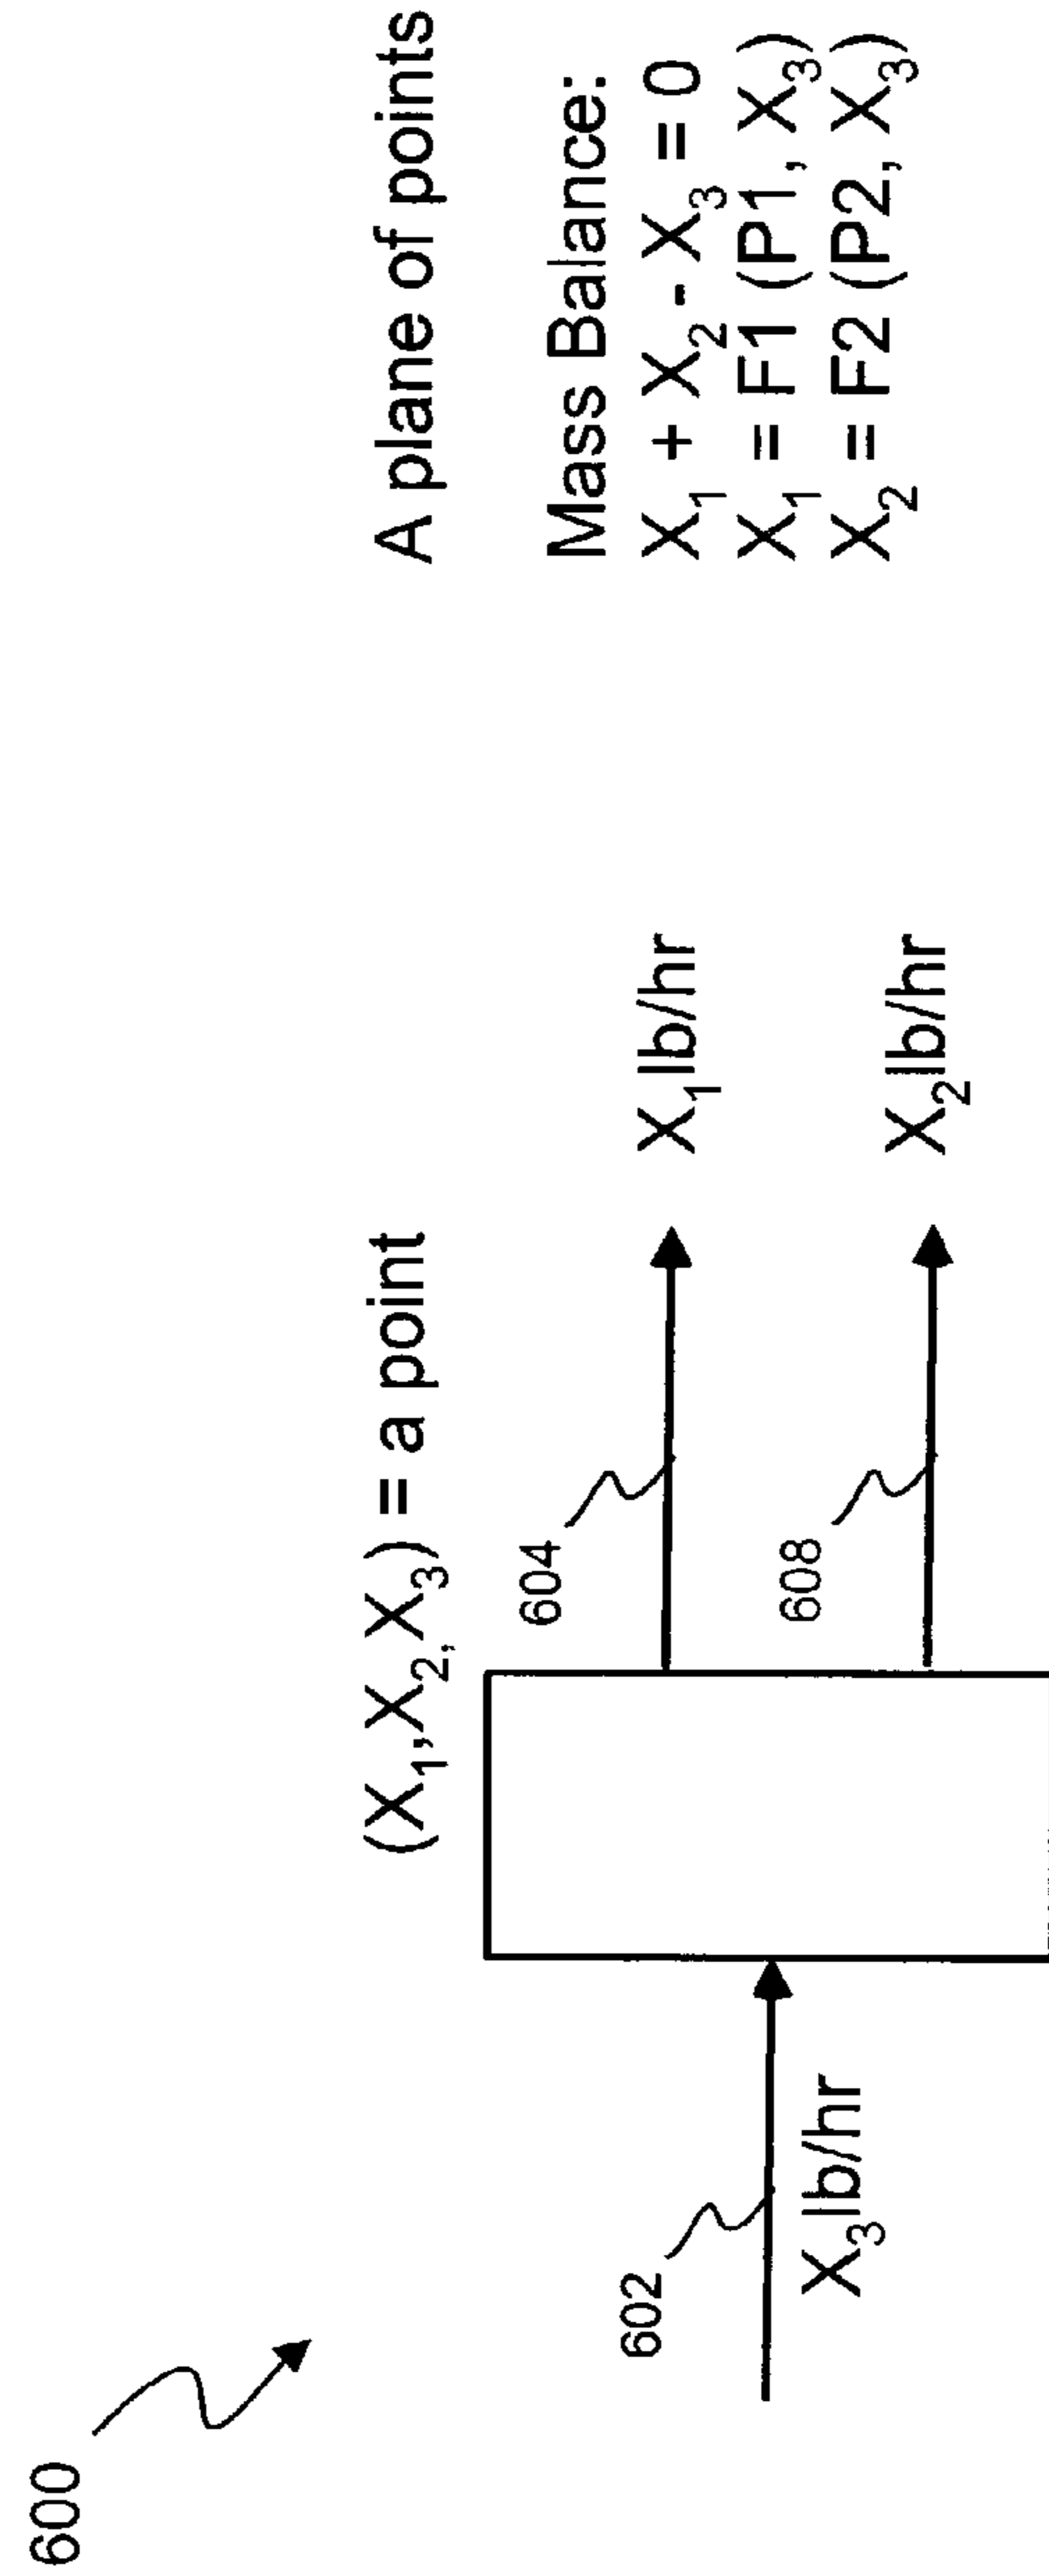 600
(X₁,X₂,X₃) = a point
A plane of points
604
X₁lb/hr
602
X₃lb/hr
608
X₂lb/hr
Mass Balance:
X₁ + X₂ - X₃ = 0
X₁ = F1 (P1, X₃)
X₂ = F2 (P2, X₃)